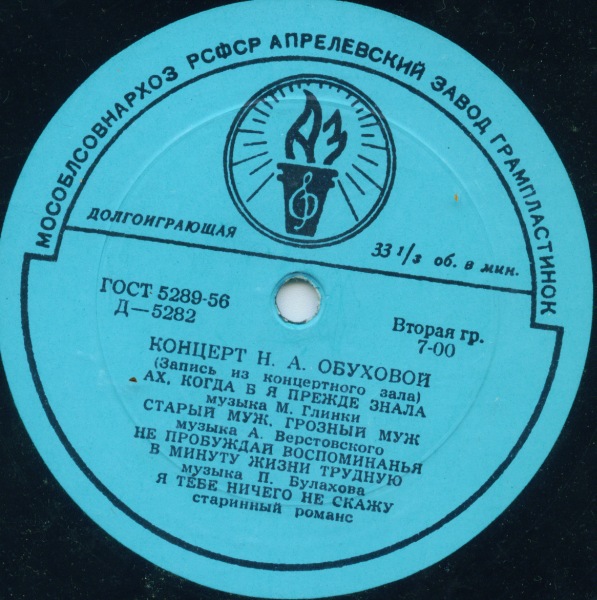 МОСОБЛСОВНАРХОЗ РСФСР АПРЕЛЕВСКИЙ ЗАВОД ГРАМПЛАСТИНОК
АЗ
ДОЛГОИГРАЮЩАЯ
33 1/3 об. в мин.
ГОСТ 5289-56
Д—5282
Вторая гр.
7-00
КОНЦЕРТ Н. А. ОБУХОВОЙ
(Запись из концертного зала)
АХ, КОГДА Б Я ПРЕЖДЕ ЗНАЛА
музыка М. Глинки
СТАРЫЙ МУЖ, ГРОЗНЫЙ МУЖ
музыка А. Верстовского
НЕ ПРОБУЖДАЙ ВОСПОМИНАНЬЯ
В МИНУТУ ЖИЗНИ ТРУДНУЮ
музыка П. Булахова
Я ТЕБЕ НИЧЕГО НЕ СКАЖУ
старинный романс